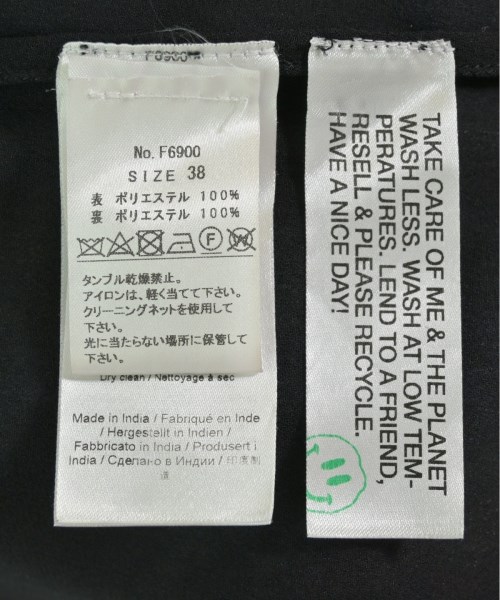 F6900
No. F6900
SIZE 38
表 ポリエステル 100%
裏 ポリエステル 100%
F
タンブル乾燥禁止。
アイロンは、軽く当てて下さい。
クリーニングネットを使用して
下さい。
光に当たらない場所に保管して
下さい。
Dry clean / Nettoyage à sec
Made in India / Fabriqué en Inde
/ Hergestellt in Indien /
Fabbricato in India / Produsert i
India / Сделано в Индии / 印度制
造
TAKE CARE OF ME & THE PLANET
WASH LESS. WASH AT LOW TEM-
PERATURES. LEND TO A FRIEND,
RESELL & PLEASE RECYCLE.
HAVE A NICE DAY!